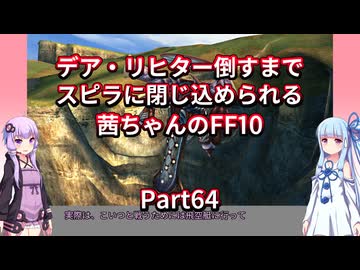 デア・リヒター倒すまで
スピラに閉じ込められる
茜ちゃんのFF10
Part64
実際は、こいつと戦うためには飛空艇に行って